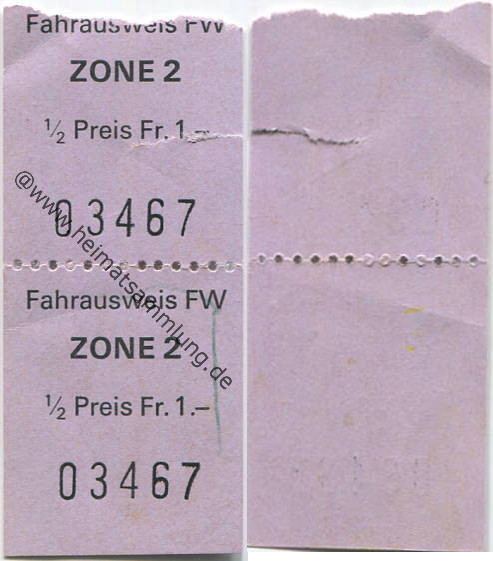 Fahrausweis FW
ZONE 2
½ Preis Fr. 1.–
03467
@www.heimatsammlung.de
Fahrausweis FW
ZONE 2
½ Preis Fr. 1.–
03467